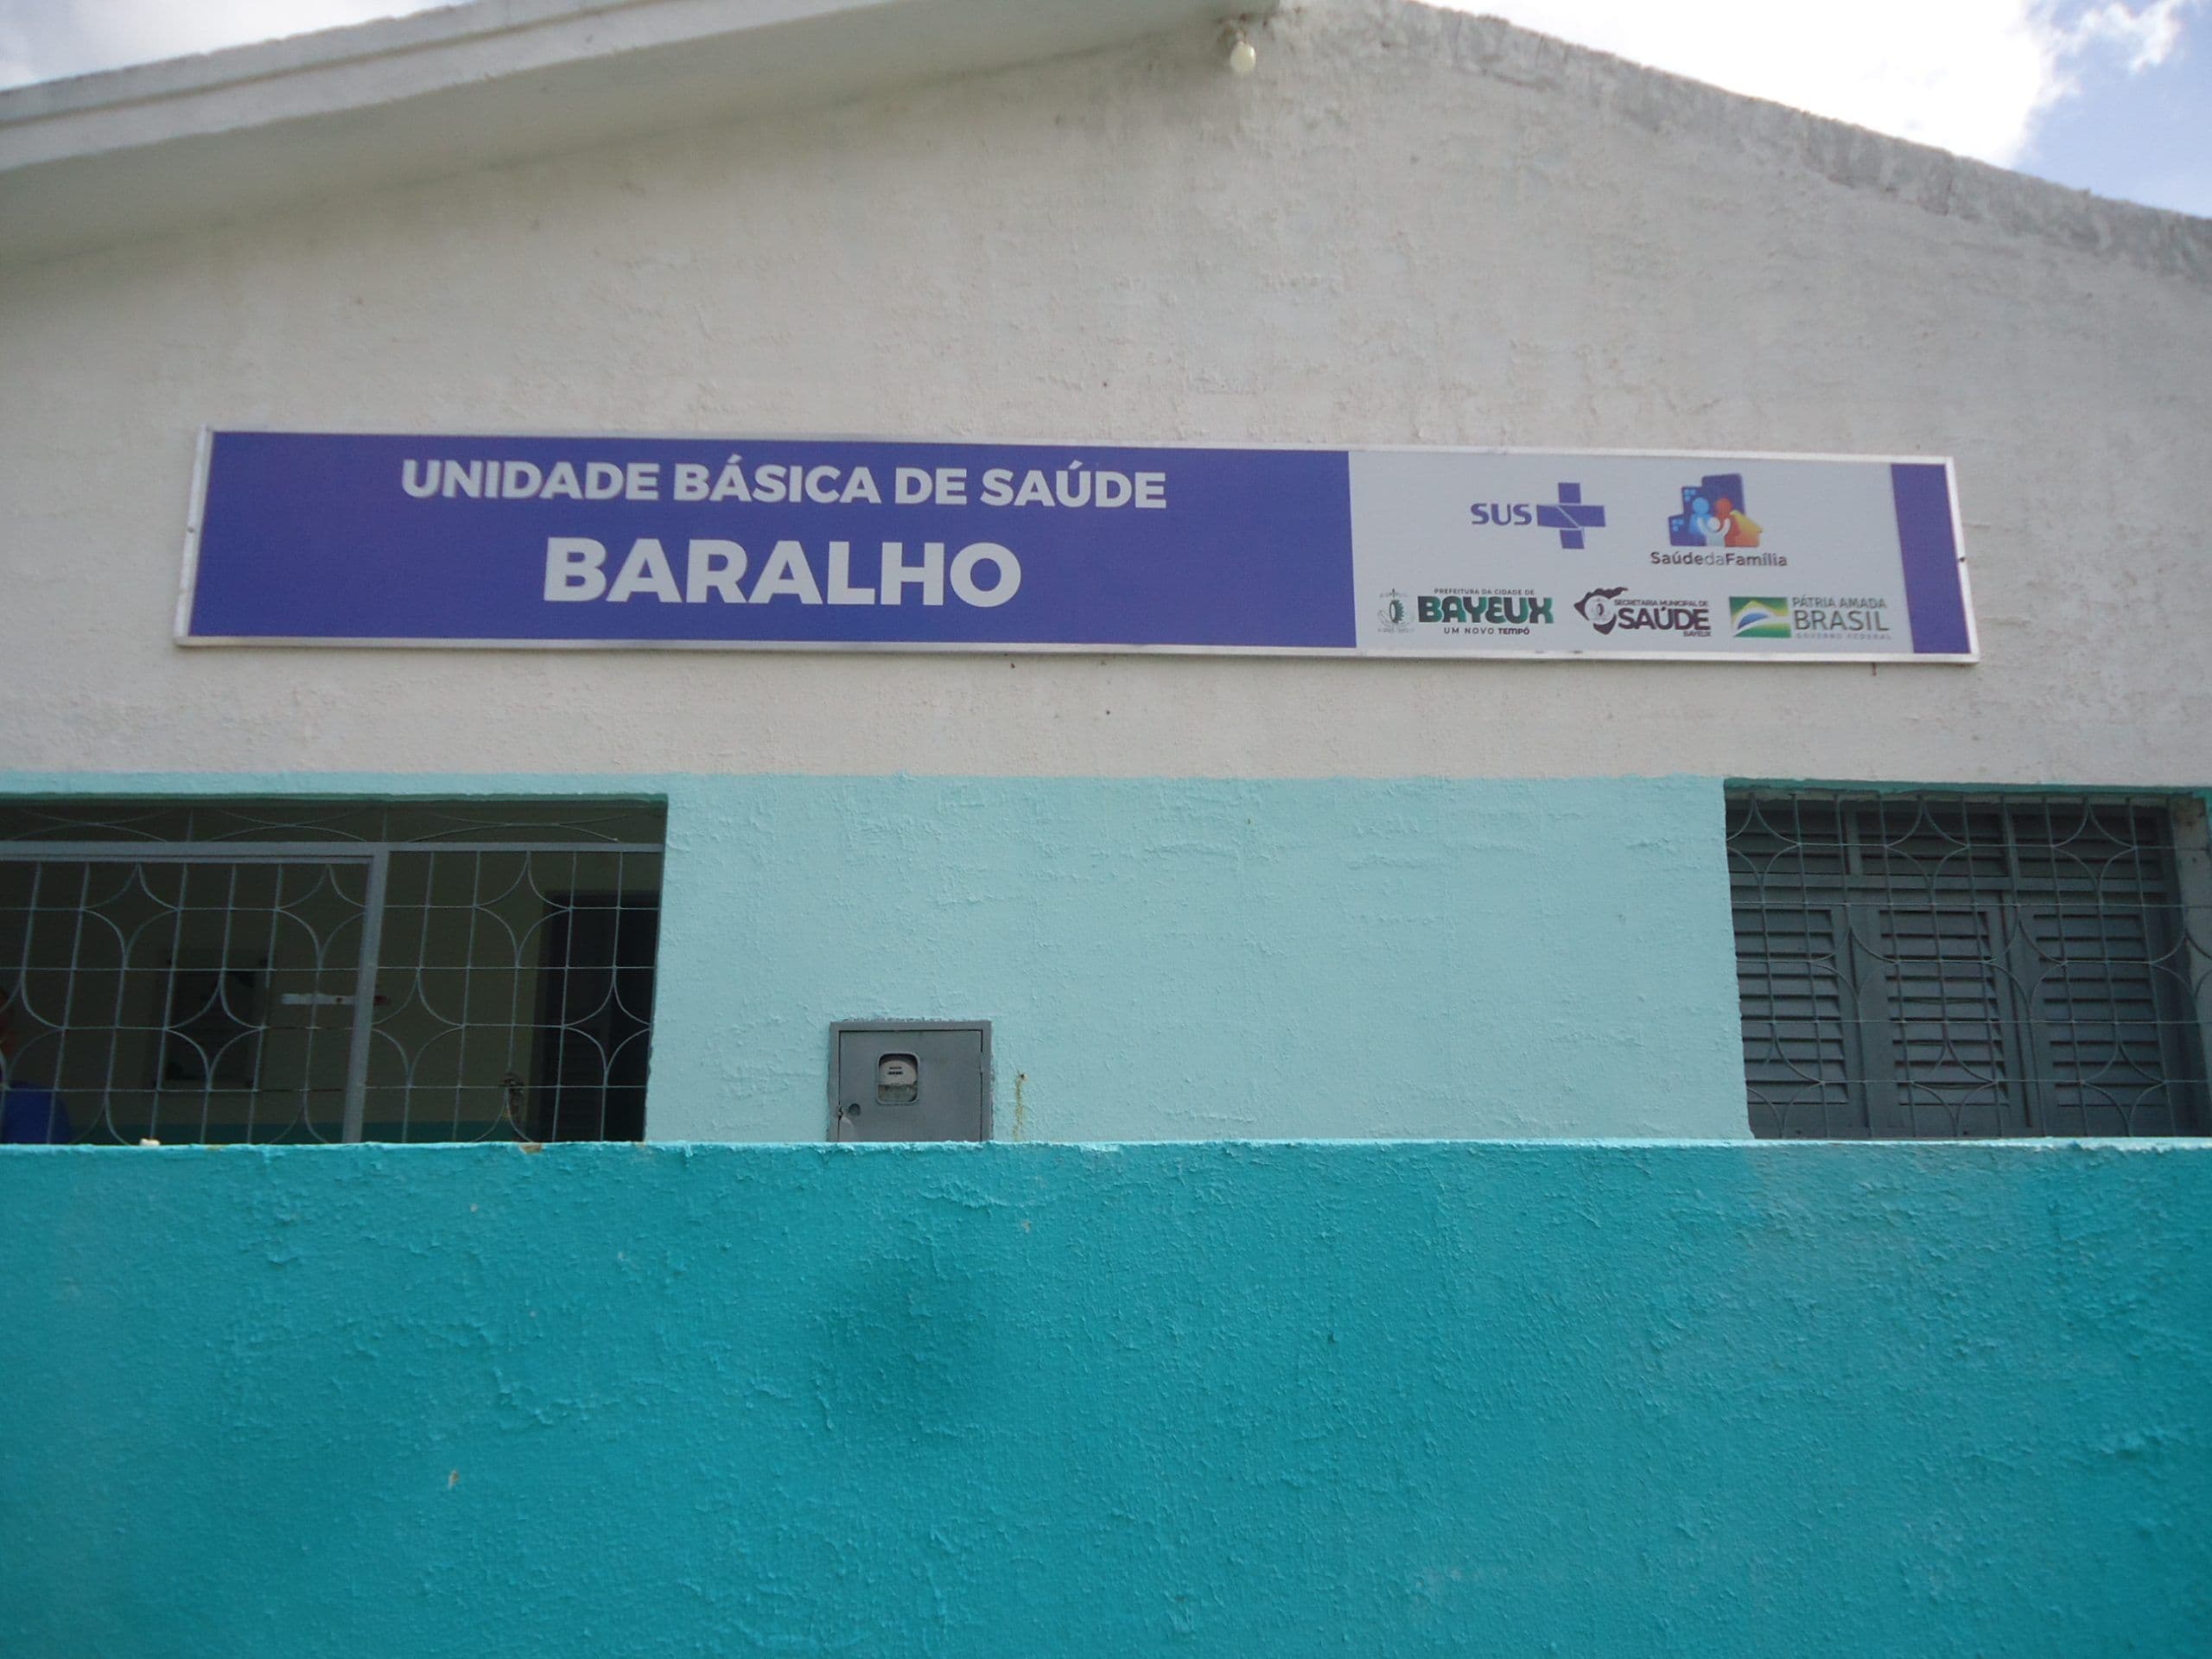 UNIDADE BÁSICA DE SAÚDE
BARALHO
SUS
SaúdedaFamília
PREFEITURA DA CIDADE DE
BAYEUX
UM NOVO TEMPO
SECRETARIA MUNICIPAL DE
SAÚDE
BAYEUX
PÁTRIA AMADA
BRASIL
GOVERNO FEDERAL